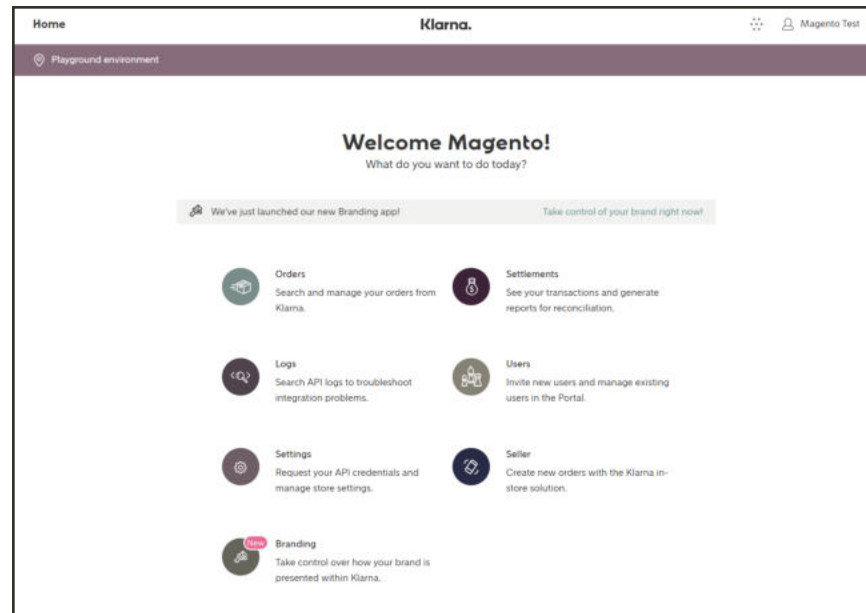 Home
Klarna.
Magento Test
Playground environment
Welcome Magento!
What do you want to do today?
We've just launched our new Branding app!
Take control of your brand right now!
Orders
Search and manage your orders from
Klarna.
Settlements
See your transactions and generate
reports for reconciliation.
Logs
Search API logs to troubleshoot
integration problems.
Users
Invite new users and manage existing
users in the Portal.
Settings
Request your API credentials and
manage store settings.
Seller
Create new orders with the Klarna in-
store solution.
New
Branding
Take control over how your brand is
presented within Klarna.